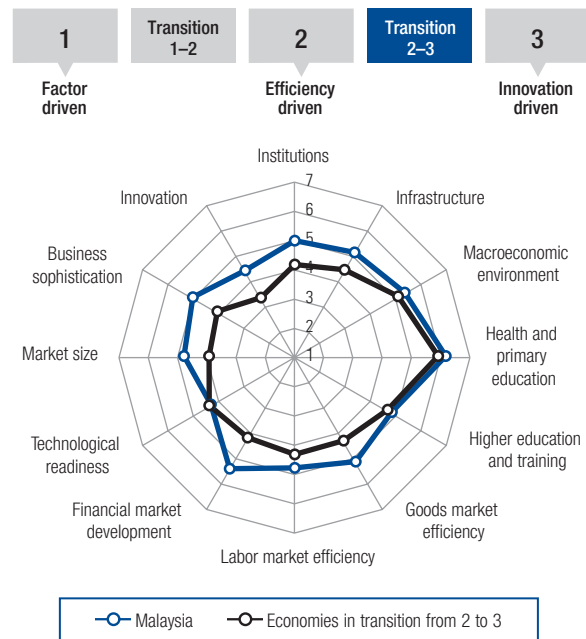 1
Transition
1–2
2
Transition
2–3
3
Factor
driven
Efficiency
driven
Innovation
driven
Institutions
7
Innovation
Infrastructure
6
5
Business
sophistication
Macroeconomic
environment
4
3
Market size
2
1
Health and
primary
education
Technological
readiness
Higher education
and training
Financial market
development
Goods market
efficiency
Labor market efficiency
Malaysia
Economies in transition from 2 to 3